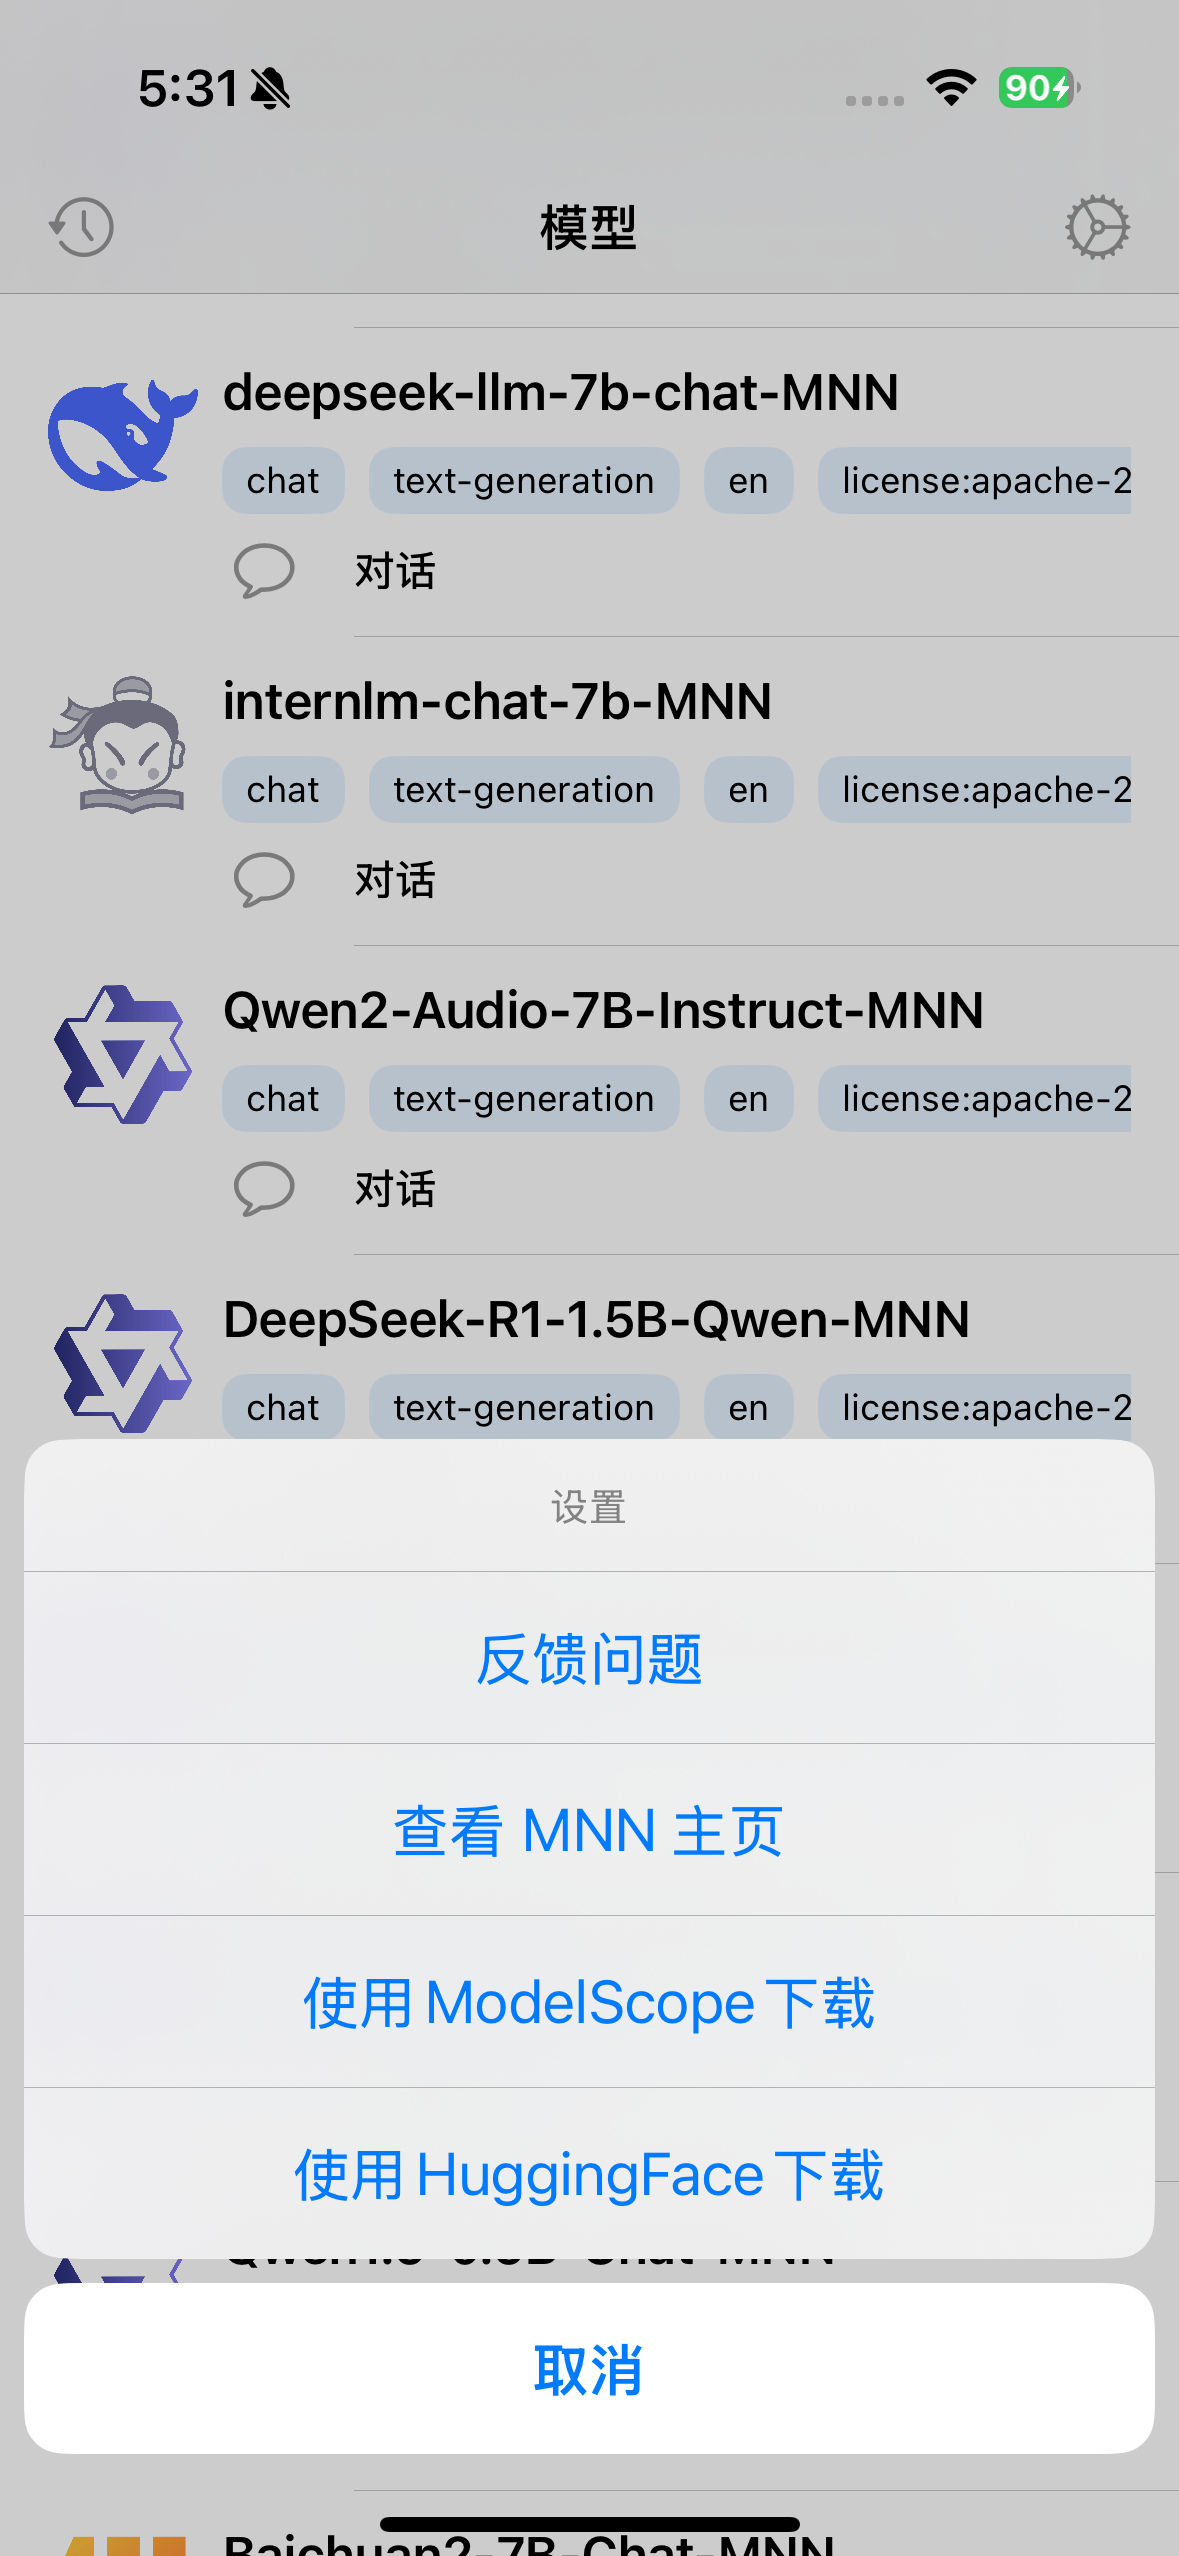 5:31
90
模型
deepseek-llm-7b-chat-MNN
chat text-generation en license:apache-2
对话
internlm-chat-7b-MNN
chat text-generation en license:apache-2
对话
Qwen2-Audio-7B-Instruct-MNN
chat text-generation en license:apache-2
对话
DeepSeek-R1-1.5B-Qwen-MNN
chat text-generation en license:apache-2
设置
反馈问题
查看 MNN 主页
使用 ModelScope 下载
使用 HuggingFace 下载
取消
Baichuan2-7B-Chat-MNN